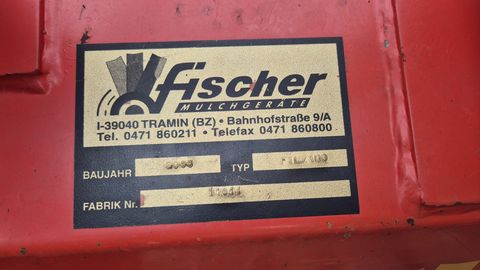 fischer
MULCHGERÄTE
I-39040 TRAMIN (BZ) • Bahnhofstraße 9/A
Tel. 0471 860211 • Telefax 0471 860800
BAUJAHR TYP
FABRIK Nr.